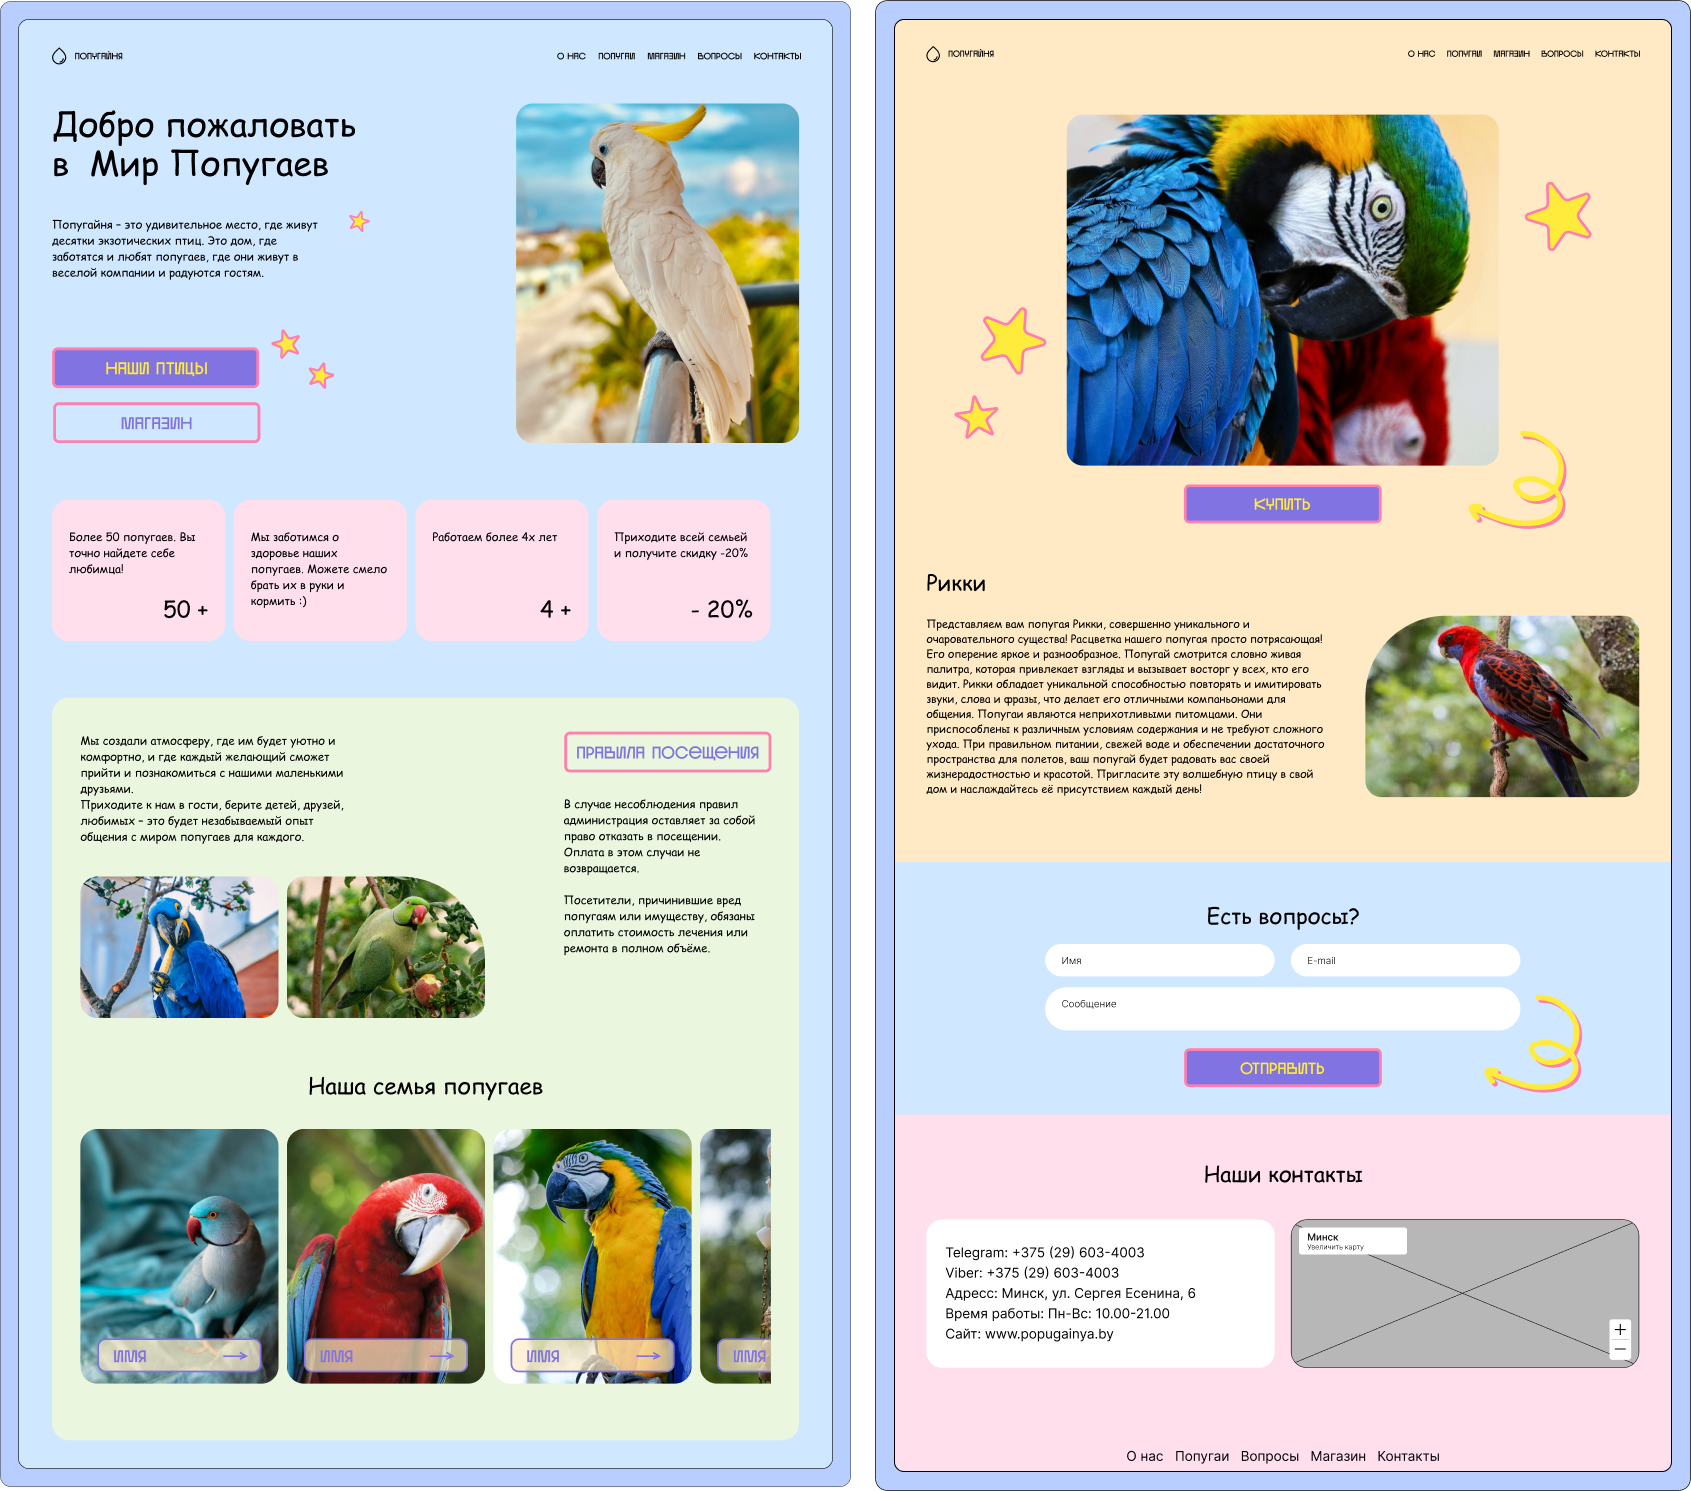 ПОПУГАЙНЯ
О НАС ПОПУГАИ МАГАЗИН ВОПРОСЫ КОНТАКТЫ
Добро пожаловать
в Мир Попугаев
Попугайня – это удивительное место, где живут
десятки экзотических птиц. Это дом, где
заботятся и любят попугаев, где они живут в
веселой компании и радуются гостям.
НАШИ ПТИЦЫ
МАГАЗИН
Более 50 попугаев. Вы
точно найдете себе
любимца!
50 +
Мы заботимся о
здоровье наших
попугаев. Можете смело
брать их в руки и
кормить :)
Работаем более 4х лет
4 +
Приходите всей семьей
и получите скидку -20%
- 20%
Мы создали атмосферу, где им будет уютно и
комфортно, и где каждый желающий сможет
прийти и познакомиться с нашими маленькими
друзьями.
Приходите к нам в гости, берите детей, друзей,
любимых – это будет незабываемый опыт
общения с миром попугаев для каждого.
ПРАВИЛА ПОСЕЩЕНИЯ
В случае несоблюдения правил
администрация оставляет за собой
право отказать в посещении.
Оплата в этом случаи не
возвращается.
Посетители, причинившие вред
попугаям или имуществу, обязаны
оплатить стоимость лечения или
ремонта в полном объёме.
Наша семья попугаев
ИМЯ
ИМЯ
ИМЯ
ИМЯ
ПОПУГАЙНЯ
О НАС ПОПУГАИ МАГАЗИН ВОПРОСЫ КОНТАКТЫ
КУПИТЬ
Рикки
Представляем вам попугая Рикки, совершенно уникального и
очаровательного существа! Расцветка нашего попугая просто потрясающая!
Его оперение яркое и разнообразное. Попугай смотрится словно живая
палитра, которая привлекает взгляды и вызывает восторг у всех, кто его
видит. Рикки обладает уникальной способностью повторять и имитировать
звуки, слова и фразы, что делает его отличными компаньонами для
общения. Попугаи являются неприхотливыми питомцами. Они
приспособлены к различным условиям содержания и не требуют сложного
ухода. При правильном питании, свежей воде и обеспечении достаточного
пространства для полетов, ваш попугай будет радовать вас своей
жизнерадостностью и красотой. Пригласите эту волшебную птицу в свой
дом и наслаждайтесь её присутствием каждый день!
Есть вопросы?
Имя
E-mail
Сообщение
ОТПРАВИТЬ
Наши контакты
Telegram: +375 (29) 603-4003
Viber: +375 (29) 603-4003
Адресс: Минск, ул. Сергея Есенина, 6
Время работы: Пн-Вс: 10.00-21.00
Сайт: www.popugainya.by
Минск
Увеличить карту
+
−
О нас Попугаи Вопросы Магазин Контакты